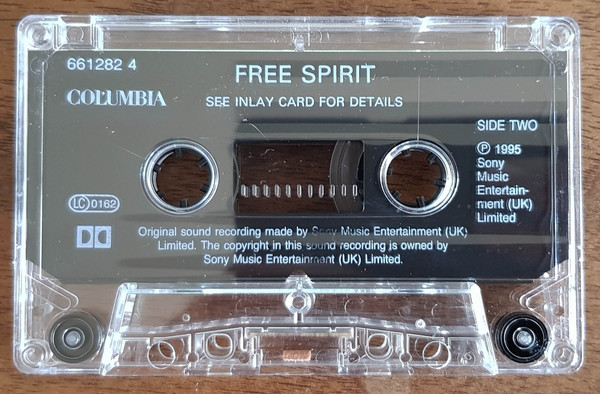 661282 4
FREE SPIRIT
COLUMBIA
SEE INLAY CARD FOR DETAILS
SIDE TWO
℗ 1995
Sony
Music
Entertain-
ment (UK)
Limited
LC 0162
Original sound recording made by Sony Music Entertainment (UK)
Limited. The copyright in this sound recording is owned by
Sony Music Entertainment (UK) Limited.